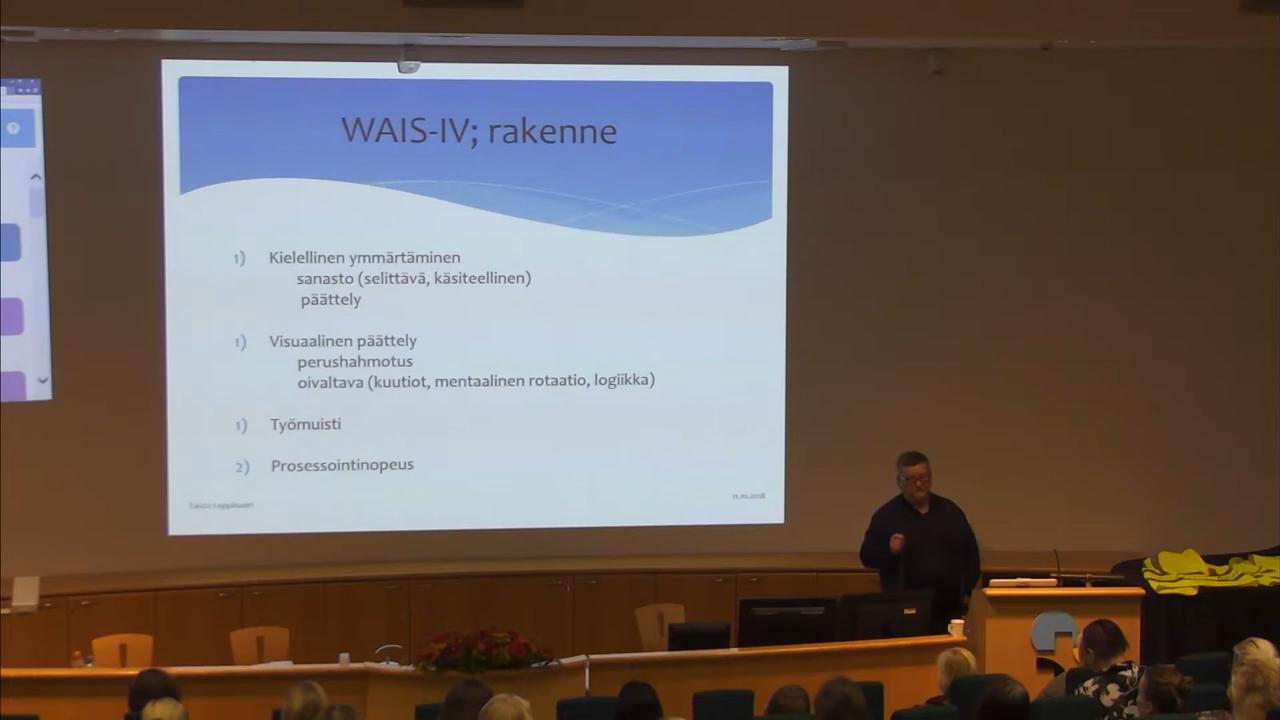 WAIS-IV; rakenne
1) Kielellinen ymmärtäminen
sanasto (selittävä, käsiteellinen)
päättely
1) Visuaalinen päättely
perushahmotus
oivaltava (kuutiot, mentaalinen rotaatio, logiikka)
1) Työmuisti
2) Prosessointinopeus